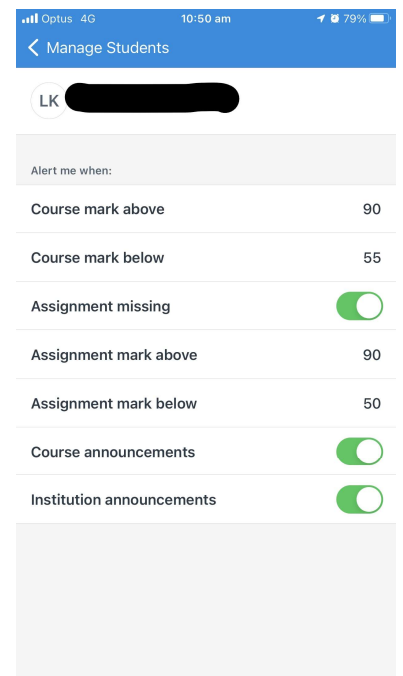 Optus 4G 10:50 am 79%
Manage Students
LK
Alert me when:
Course mark above 90
Course mark below 55
Assignment missing
Assignment mark above 90
Assignment mark below 50
Course announcements
Institution announcements